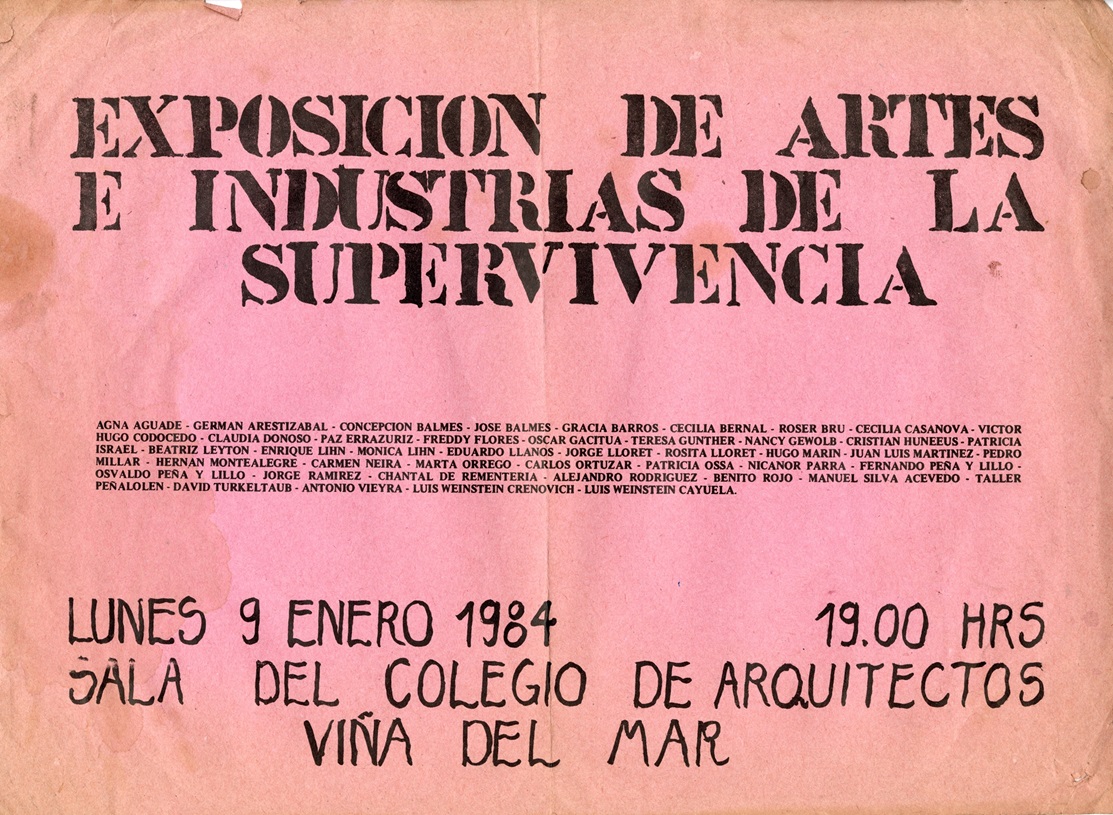 EXPOSICION DE ARTES
E INDUSTRIAS DE LA
SUPERVIVENCIA
AGNA AGUADE - GERMAN ARESTIZABAL - CONCEPCION BALMES - JOSE BALMES - GRACIA BARROS - CECILIA BERNAL - ROSER BRU - CECILIA CASANOVA - VICTOR
HUGO CODOCEDO - CLAUDIA DONOSO - PAZ ERRAZURIZ - FREDDY FLORES - OSCAR GACITUA - TERESA GUNTHER - NANCY GEWOLB - CRISTIAN HUNEEUS - PATRICIA
ISRAEL - BEATRIZ LEYTON - ENRIQUE LIHN - MONICA LIHN - EDUARDO LLANOS - JORGE LLORET - ROSITA LLORET - HUGO MARIN - JUAN LUIS MARTINEZ - PEDRO
MILLAR - HERNAN MONTEALEGRE - CARMEN NEIRA - MARTA ORREGO - CARLOS ORTUZAR - PATRICIA OSSA - NICANOR PARRA - FERNANDO PEÑA Y LILLO -
OSVALDO PEÑA Y LILLO - JORGE RAMIREZ - CHANTAL DE REMENTERIA - ALEJANDRO RODRIGUEZ - BENITO ROJO - MANUEL SILVA ACEVEDO - TALLER
PEÑALOLEN - DAVID TURKELTAUB - ANTONIO VIEYRA - LUIS WEINSTEIN CRENOVICH - LUIS WEINSTEIN CAYUELA.
LUNES 9 ENERO 1984 19.00 HRS
SALA DEL COLEGIO DE ARQUITECTOS
VIÑA DEL MAR